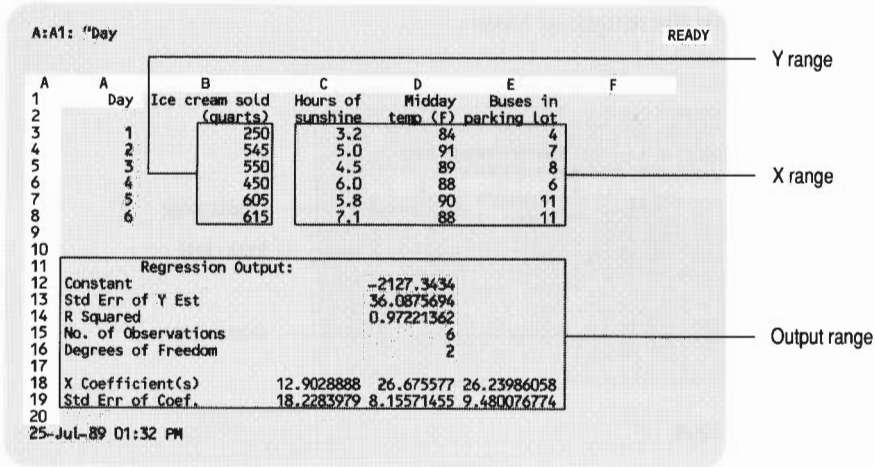 A:A1: "Day READY
Y range
A A B C D E F
1 Day Ice cream sold Hours of Midday Buses in
2 (quarts) sunshine temp (F) parking lot
3 1 250 3.2 84 4
4 2 545 5.0 91 7
5 3 550 4.5 89 8
6 4 450 6.0 88 6
7 5 605 5.8 90 11
8 6 615 7.1 88 11
X range
9
10
11 Regression Output:
12 Constant -2127.3434
13 Std Err of Y Est 36.0875694
14 R Squared 0.97221362
15 No. of Observations 6
16 Degrees of Freedom 2
Output range
17
18 X Coefficient(s) 12.9028888 26.675577 26.23986058
19 Std Err of Coef. 18.2283979 8.15571455 9.480076774
20
25-Jul-89 01:32 PM